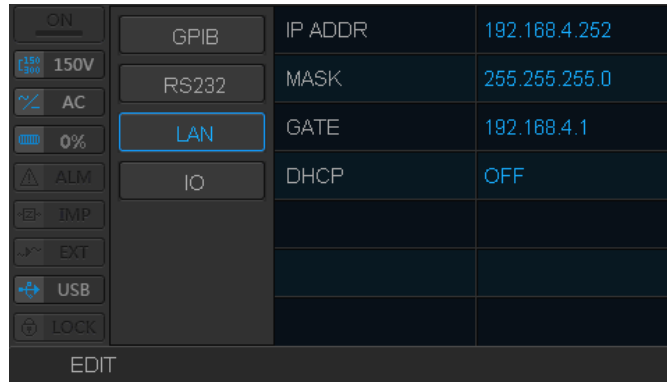 ON
150
300
150V
AC
0%
ALM
IMP
EXT
USB
LOCK
GPIB
RS232
LAN
IO
IP ADDR 192.168.4.252
MASK 255.255.255.0
GATE 192.168.4.1
DHCP OFF
EDIT